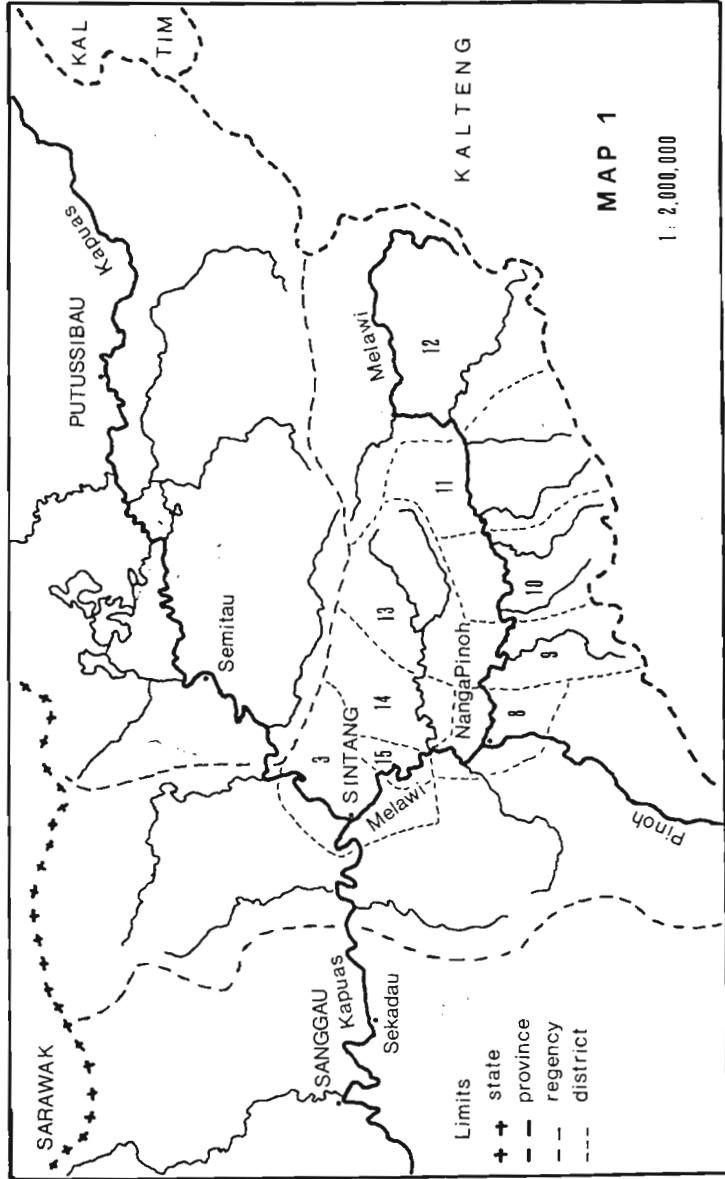 SARAWAK
KAL
TIM
Kapuas
PUTUSSIBAU
KALTENG
Semitau
Melawi
12
11
13
14
3
SINTANG
15
Melawi
NangaPinoh
10
9
8
Pinoh
SANGGAU
Kapuas
Sekadau
MAP 1
1: 2,000,000
Limits
state
province
regency
district